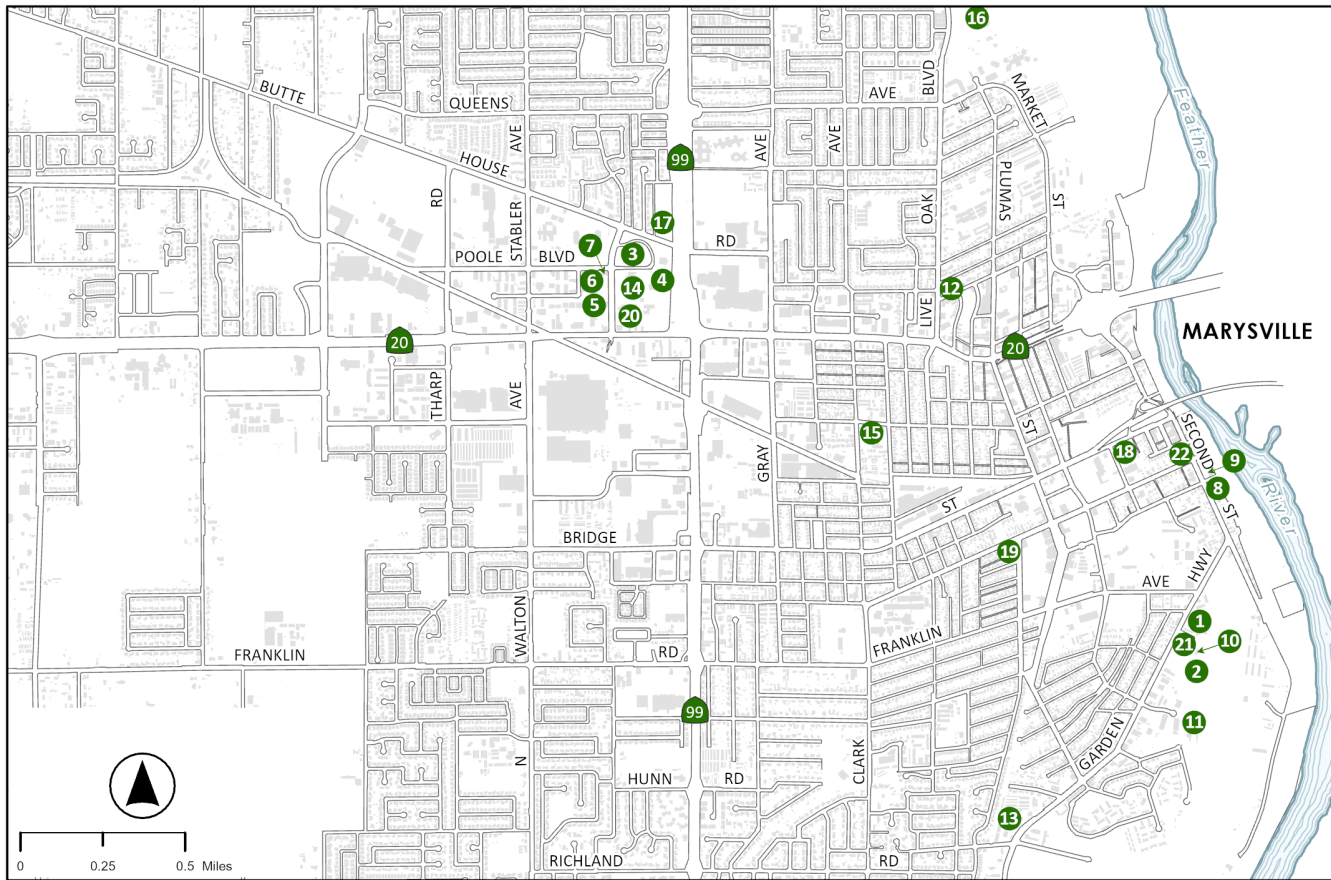 16
BUTTE
MARKET
BLVD
AVE
QUEENS
Feather
AVE
HOUSE
99
AVE
AVE
PLUMAS
ST
RD
STABLER
OAK
17
7
3
RD
POOLE
BLVD
6
4
14
12
5
20
LIVE
20
20
MARYSVILLE
THARP
AVE
ST
15
SECOND
18
22
9
GRAY
8
River
ST
ST
BRIDGE
19
HWY
AVE
WALTON
FRANKLIN
1
21
10
FRANKLIN
RD
2
99
11
GARDEN
N
HUNN
RD
CLARK
13
0
0.25
0.5 Miles
RICHLAND
RD